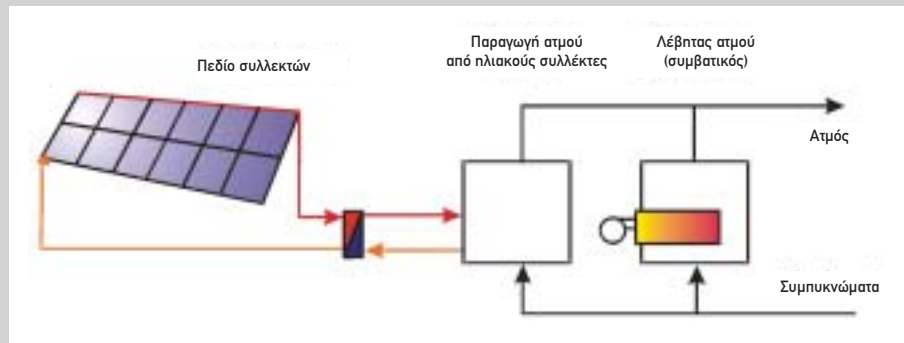 Παραγωγή ατμού
από ηλιακούς συλλέκτες
Λέβητας ατμού
(συμβατικός)
Πεδίο συλλεκτών
Ατμός
Συμπυκνώματα